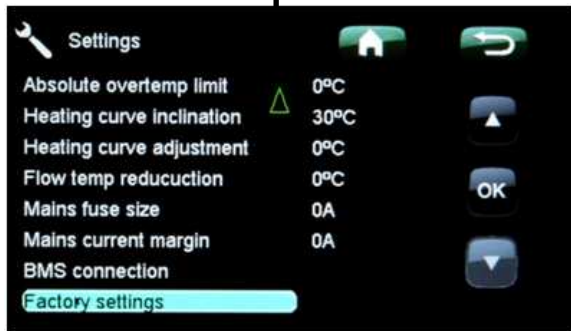 Settings
Absolute overtemp limit 0ºC
Heating curve inclination 30ºC
Heating curve adjustment 0ºC
Flow temp reducuction 0ºC
Mains fuse size 0A
Mains current margin 0A
BMS connection
Factory settings
OK